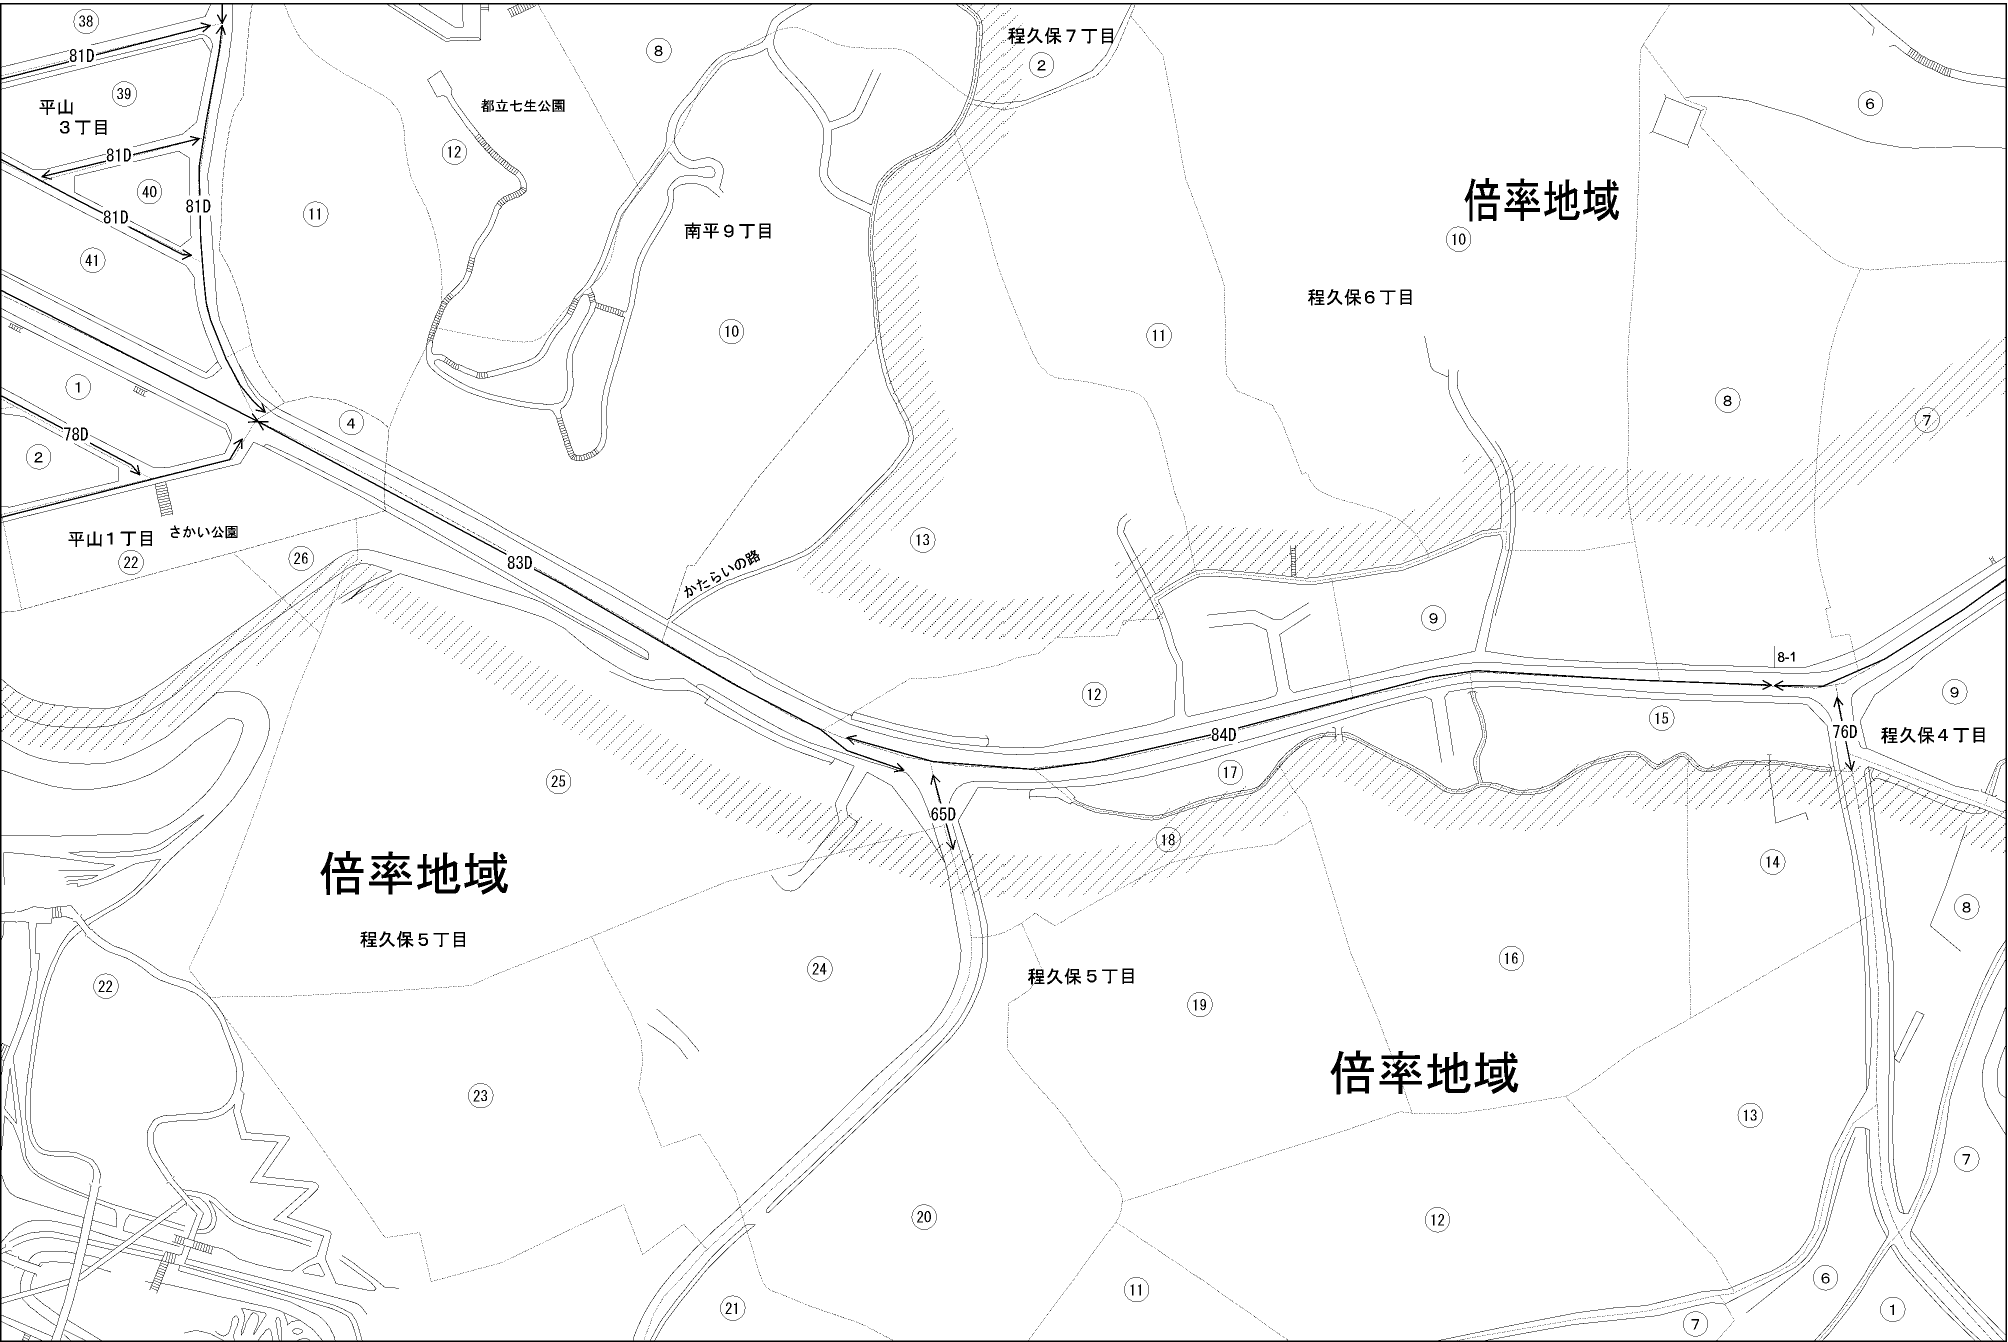 38
81D
39
平山
３丁目
81D
40
81D
81D
41
11
12
都立七生公園
8
程久保７丁目
2
6
倍率地域
10
南平９丁目
10
11
程久保６丁目
8
7
1
78D
2
4
平山１丁目
さかい公園
22
26
83D
かたらいの路
13
9
8-1
12
84D
15
76D
9
程久保４丁目
25
17
65D
18
14
倍率地域
程久保５丁目
8
22
24
程久保５丁目
19
16
倍率地域
23
13
7
20
12
21
11
6
7
1